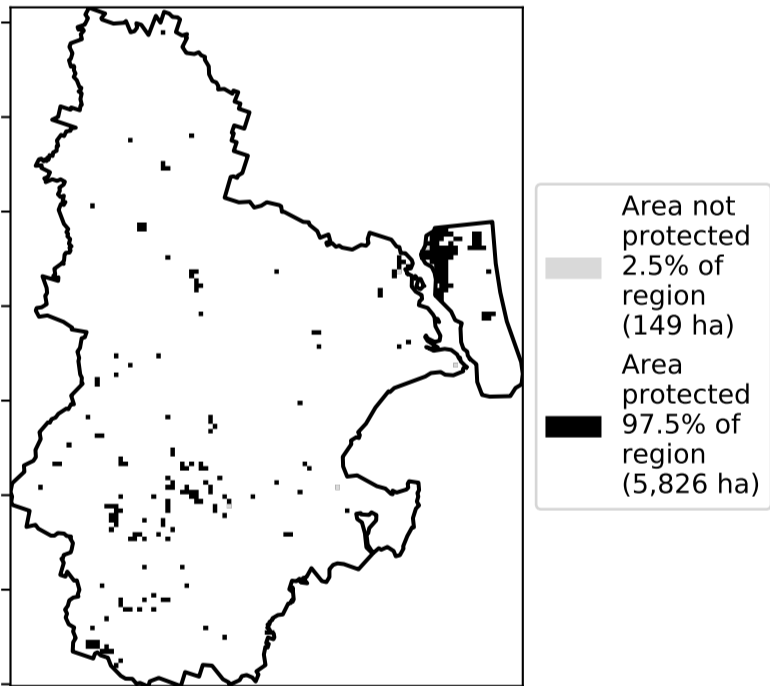 Area not
protected
2.5% of
region
(149 ha)
Area
protected
97.5% of
region
(5,826 ha)